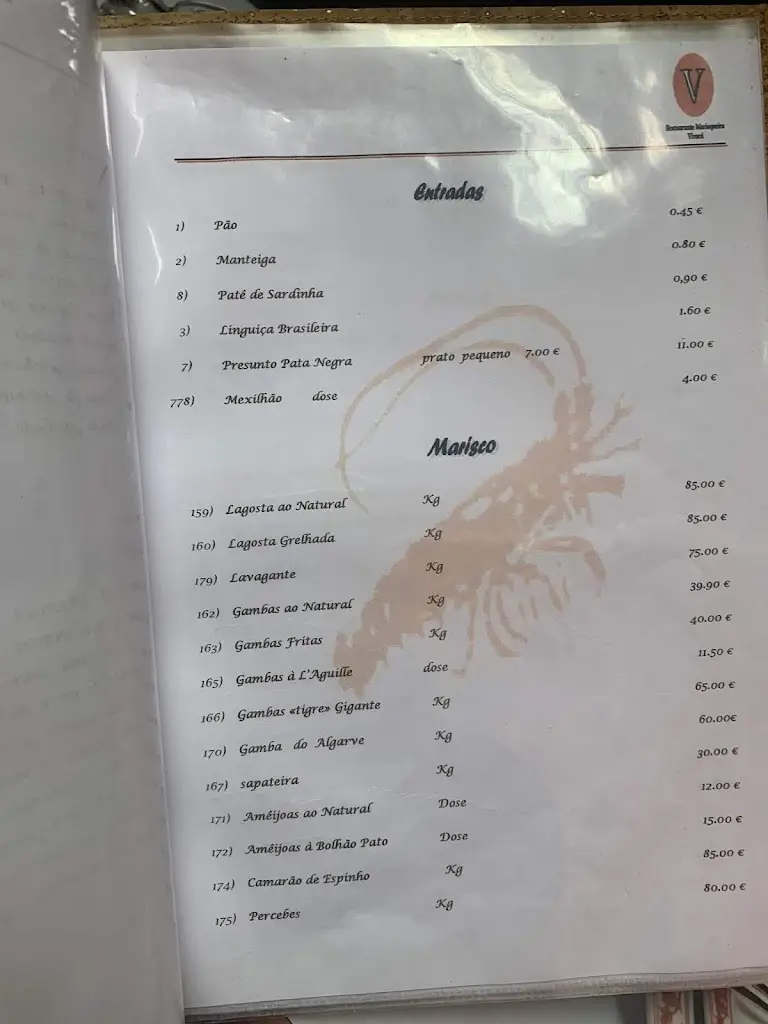 V
Restaurante Marisqueira
Entradas
1) Pão 0.45 €
2) Manteiga 0.80 €
8) Patê de Sardinha 0,90 €
3) Linguiça Brasileira 1.60 €
7) Presunto Pata Negra prato pequeno 7.00 € 11.00 €
778) Mexilhão dose 4.00 €
Marisco
159) Lagosta ao Natural Kg 85.00 €
160) Lagosta Grelhada Kg 85.00 €
179) Lavagante Kg 75.00 €
162) Gambas ao Natural Kg 39.90 €
163) Gambas Fritas Kg 40.00 €
165) Gambas à L'Aguille dose 11.50 €
166) Gambas «tigre» Gigante Kg 65.00 €
170) Gamba do Algarve Kg 60.00€
167) sapateira Kg 30.00 €
171) Amêijoas ao Natural Dose 12.00 €
172) Amêijoas à Bolhão Pato Dose 15.00 €
174) Camarão de Espinho Kg 85.00 €
175) Percebes Kg 80.00 €